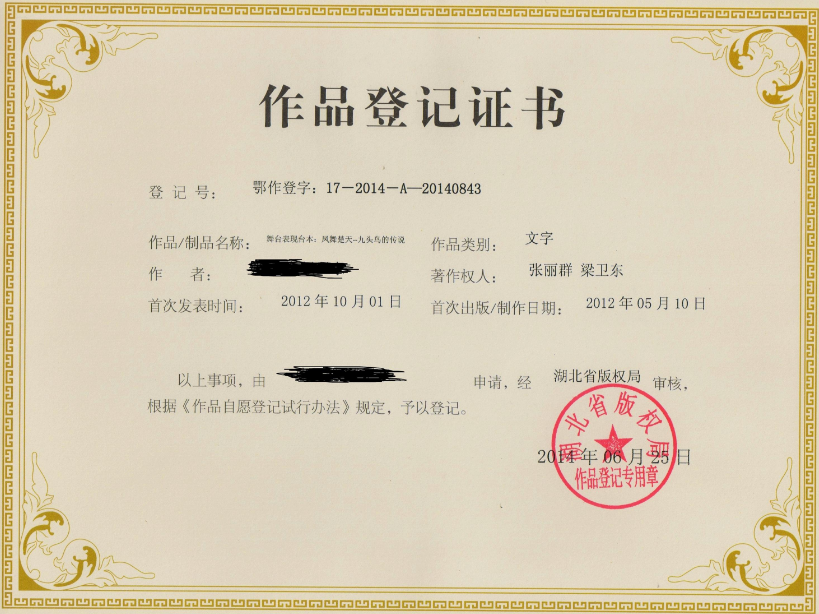 作品登记证书
登 记 号： 鄂作登字：17－2014－A—20140843
作品/制品名称： 舞台表现台本：凤舞楚天-九头鸟的传说 作品类别： 文字
作 者： 著作权人： 张丽群 梁卫东
首次发表时间： 2012 年 10 月 01 日 首次出版/制作日期： 2012 年 05 月 10 日
以上事项，由 申请，经 湖北省版权局 审核，
根据《作品自愿登记试行办法》规定，予以登记。
湖北省版权局
2014 年 06 月 25 日
作品登记专用章